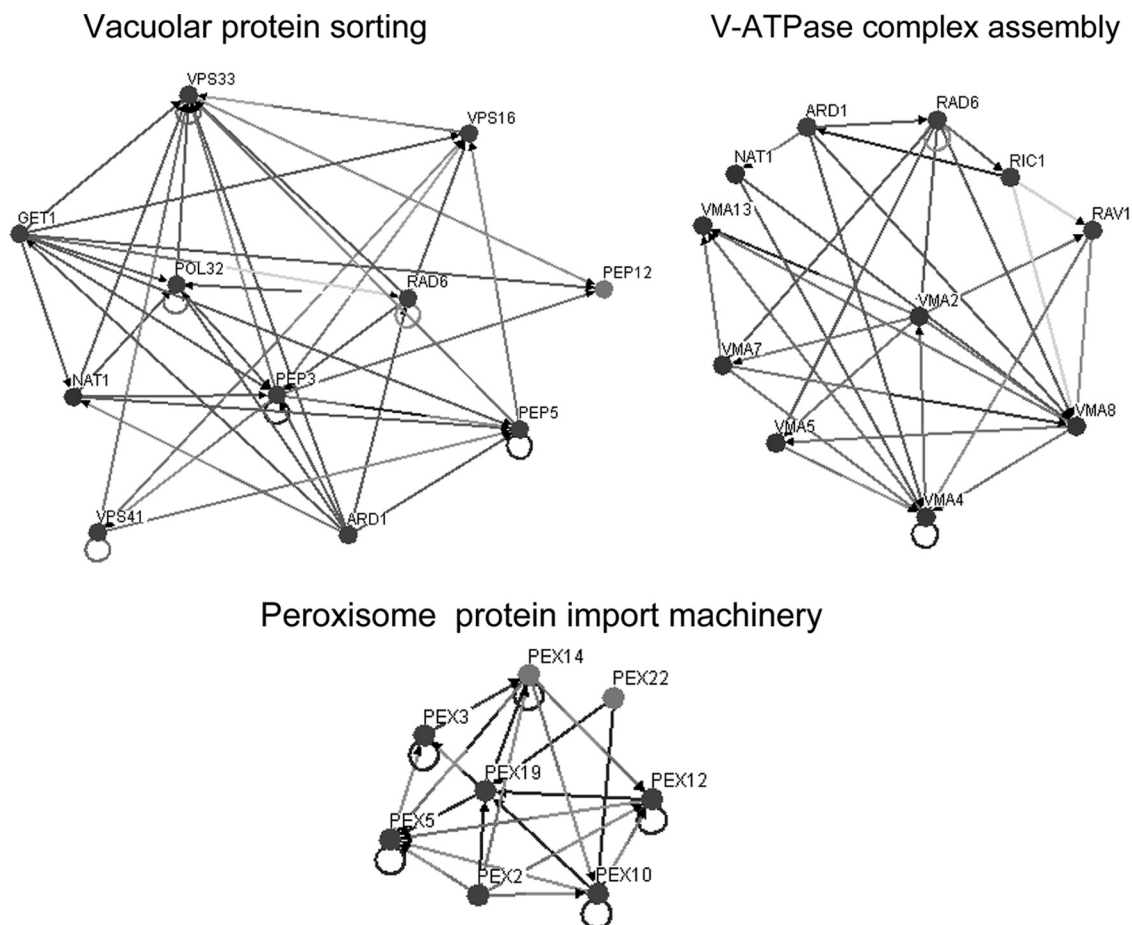 Vacuolar protein sorting
V-ATPase complex assembly
VPS33
VPS16
GET1
POL32
RAD6
PEP12
NAT1
PEP3
PEP5
VPS41
ARD1
ARD1
RAD6
NAT1
RIC1
VMA13
RAV1
VMA2
VMA7
VMA5
VMA8
VMA4
Peroxisome protein import machinery
PEX14
PEX22
PEX3
PEX19
PEX12
PEX5
PEX2
PEX10